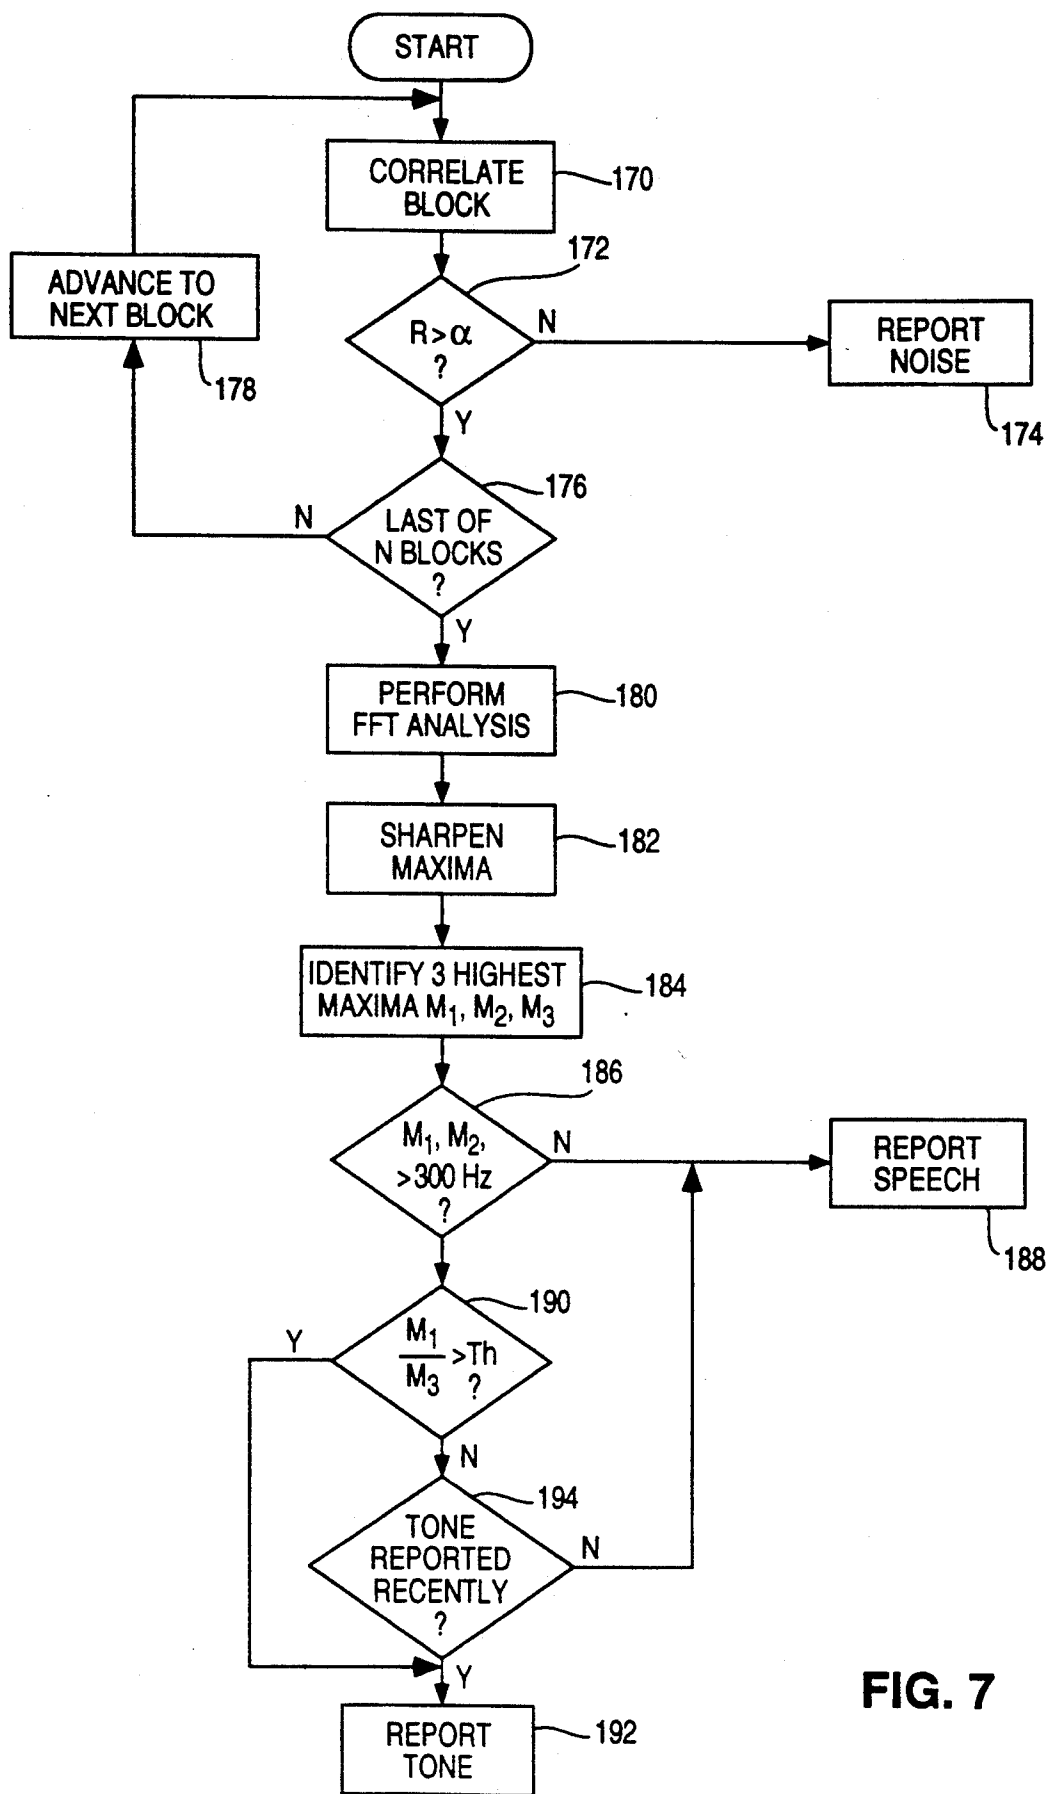 START
CORRELATE
BLOCK
170
172
ADVANCE TO
NEXT BLOCK
178
R>α
?
N
REPORT
NOISE
174
Y
176
LAST OF
N BLOCKS
?
N
Y
PERFORM
FFT ANALYSIS
180
SHARPEN
MAXIMA
182
IDENTIFY 3 HIGHEST
MAXIMA M₁, M₂, M₃
184
186
M₁, M₂,
>300 Hz
?
N
REPORT
SPEECH
188
190
M₁
M₃
>Th
?
Y
N
194
TONE
REPORTED
RECENTLY
?
N
Y
REPORT
TONE
192
FIG. 7